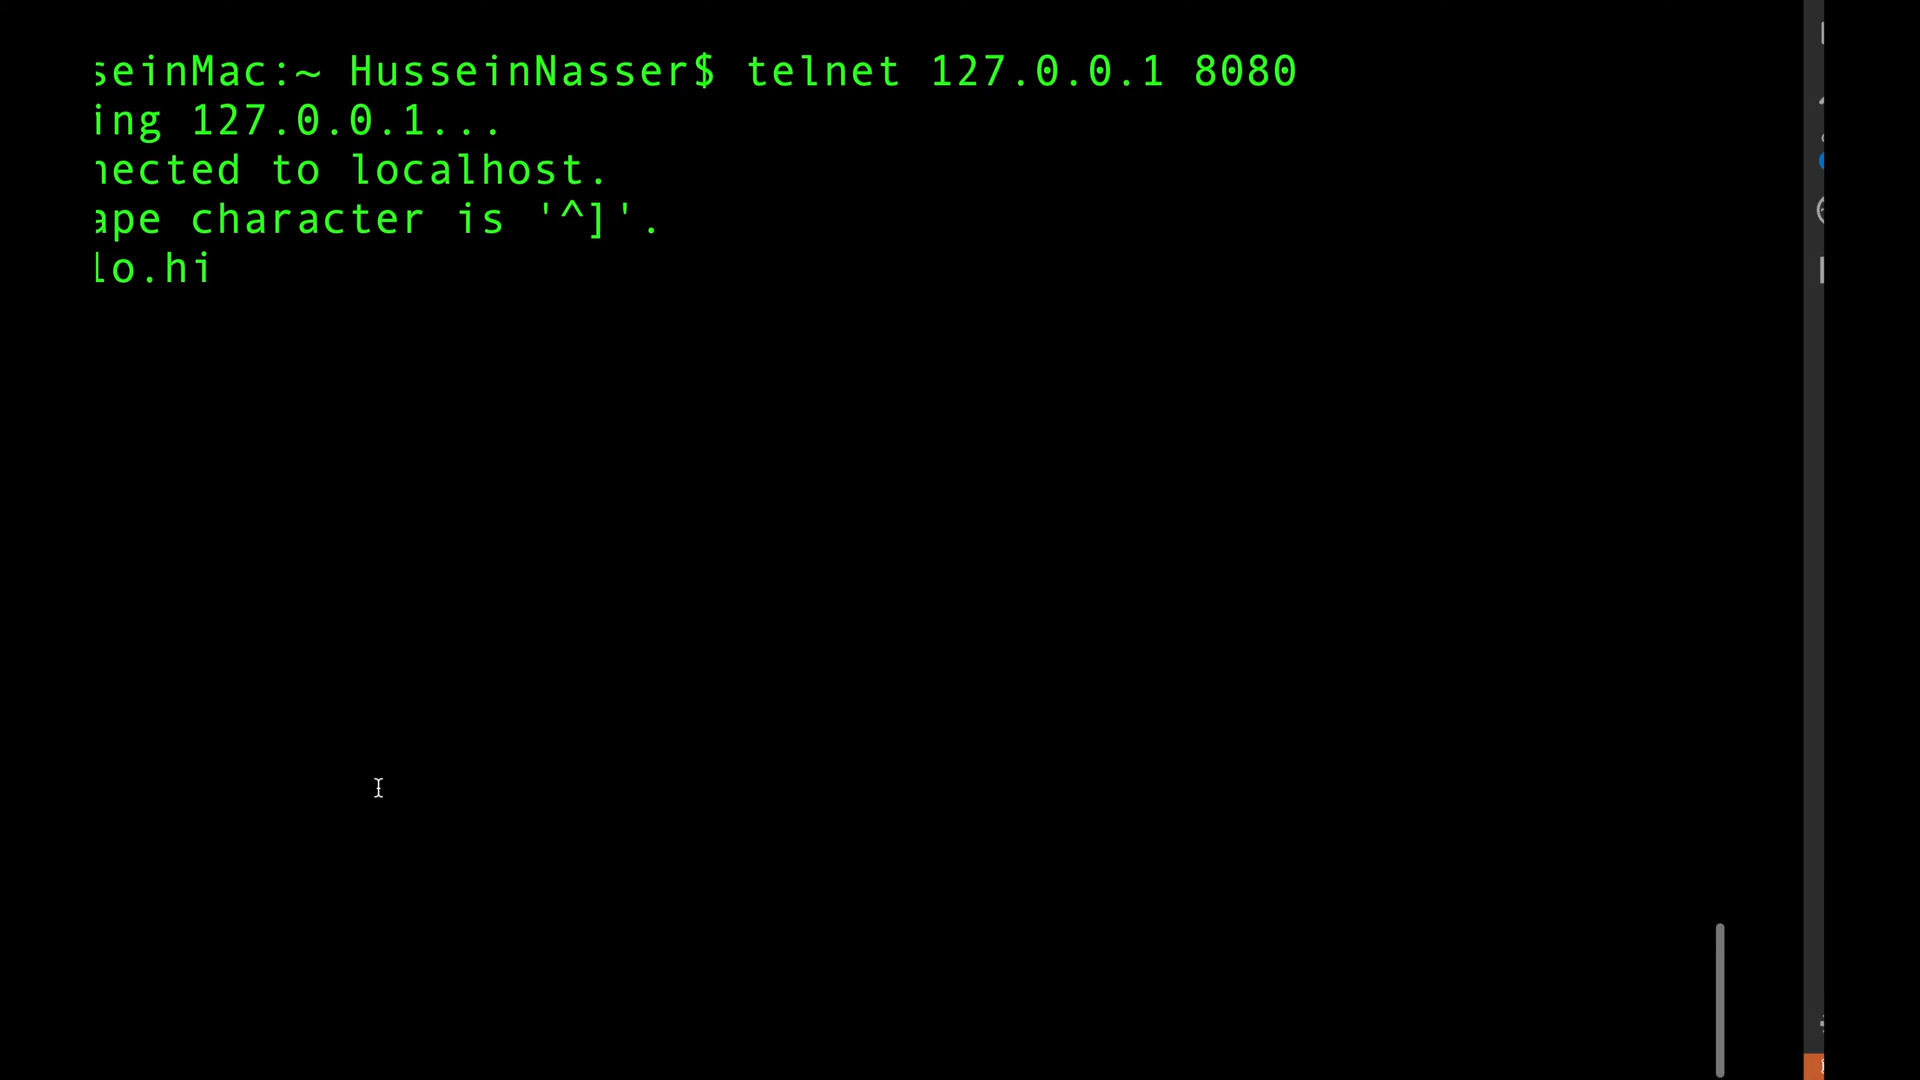 seinMac:~ HusseinNasser$ telnet 127.0.0.1 8080
ing 127.0.0.1...
nected to localhost.
ape character is '^]'.
lo.hi